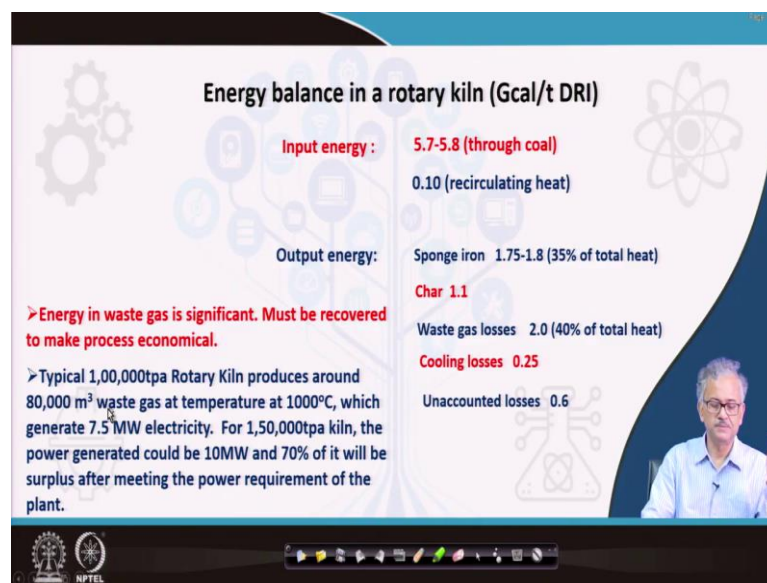 Energy balance in a rotary kiln (Gcal/t DRI)
Input energy : 5.7-5.8 (through coal)
0.10 (recirculating heat)
Output energy: Sponge iron 1.75-1.8 (35% of total heat)
Char 1.1
Waste gas losses 2.0 (40% of total heat)
Cooling losses 0.25
Unaccounted losses 0.6
➢Energy in waste gas is significant. Must be recovered
to make process economical.
➢Typical 1,00,000tpa Rotary Kiln produces around
80,000 m³ waste gas at temperature at 1000°C, which
generate 7.5 MW electricity. For 1,50,000tpa kiln, the
power generated could be 10MW and 70% of it will be
surplus after meeting the power requirement of the
plant.
NPTEL